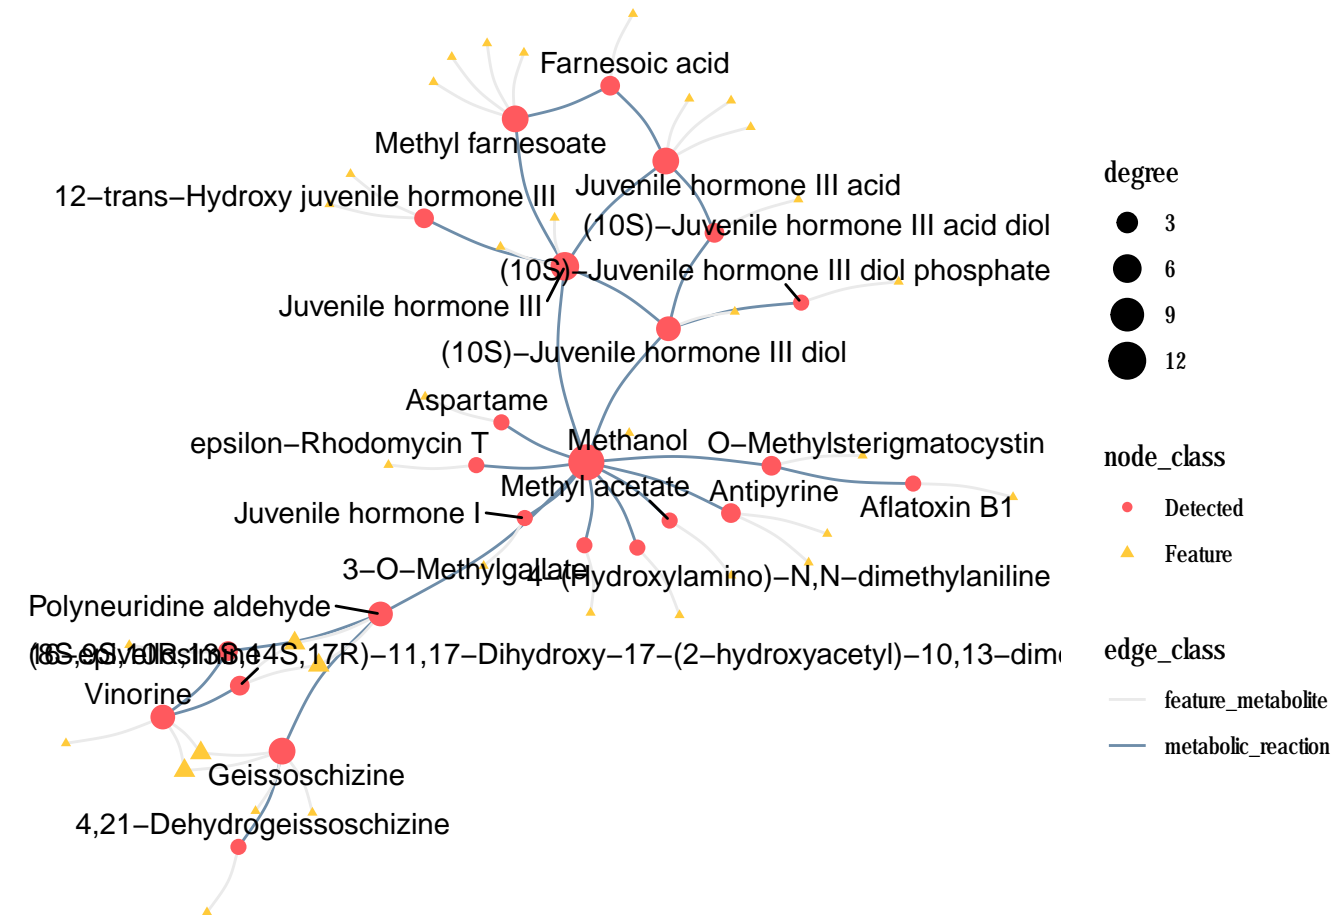 Farnesoic acid
Methyl farnesoate
12−trans−Hydroxy juvenile hormone III
Juvenile hormone III acid
(10S)−Juvenile hormone III acid diol
(10S)−Juvenile hormone III diol phosphate
Juvenile hormone III
(10S)−Juvenile hormone III diol
Aspartame
epsilon−Rhodomycin T
Methanol
O−Methylsterigmatocystin
Methyl acetate
Antipyrine
Aflatoxin B1
Juvenile hormone I
3−O−Methylgallate
4−(Hydroxylamino)−N,N−dimethylaniline
Polyneuridine aldehyde
14S,17R)−11,17−Dihydroxy−17−(2−hydroxyacetyl)−10,13−dim
Vinorine
Geissoschizine
4,21−Dehydrogeissoschizine
degree
3
6
9
12
node_class
Detected
Feature
edge_class
feature_metabolite
metabolic_reaction